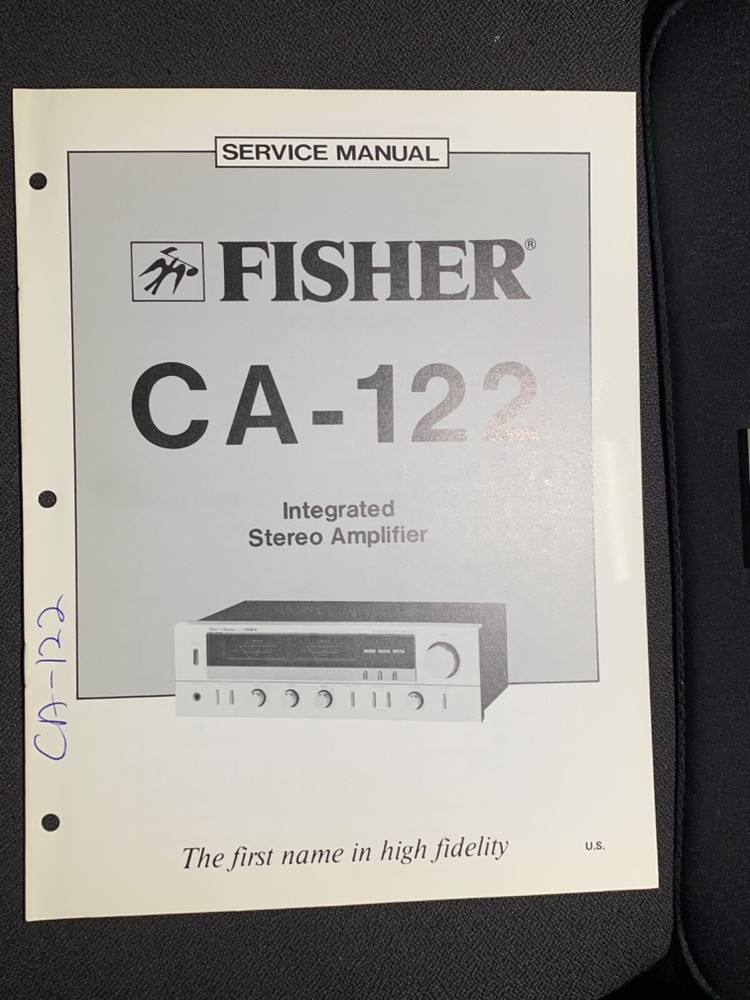 SERVICE MANUAL
FISHER®
CA-122
Integrated
Stereo Amplifier
CA-122
The first name in high fidelity
U.S.